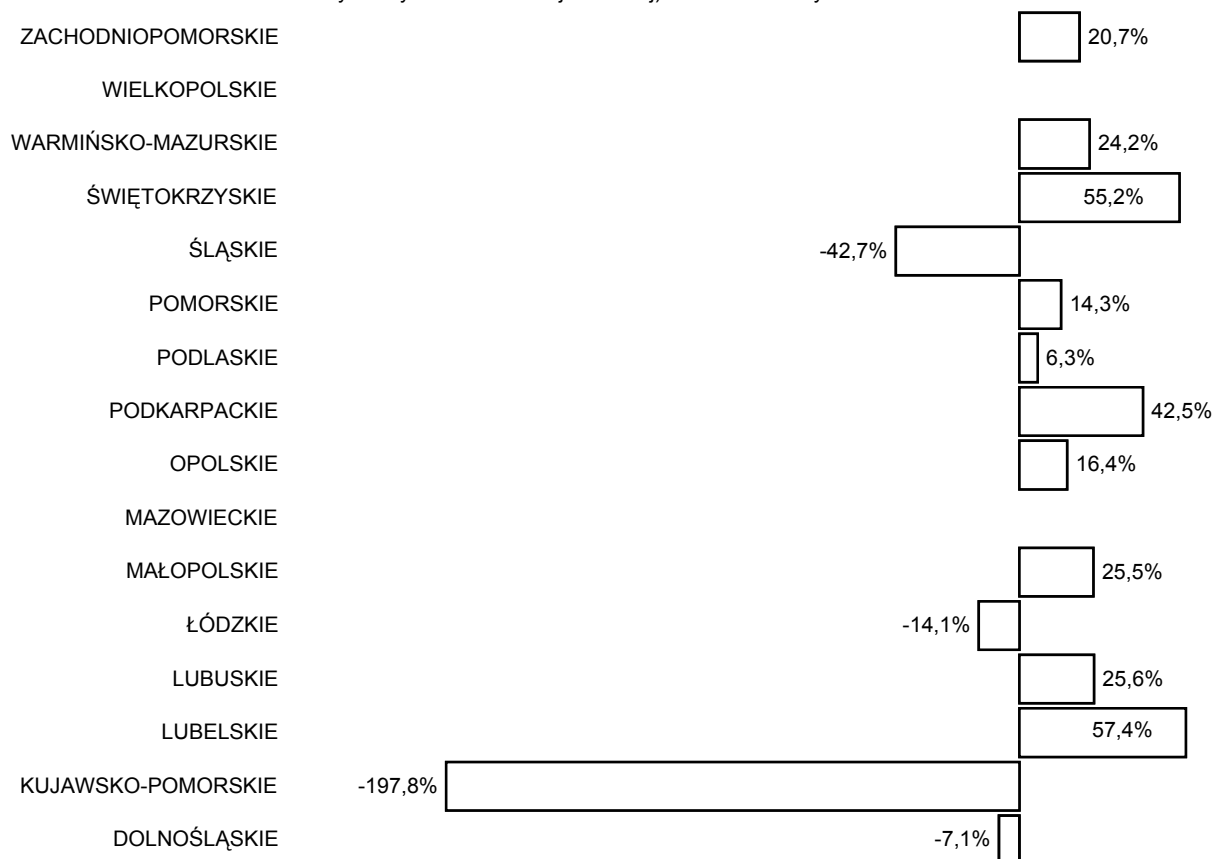 ZACHODNIOPOMORSKIE 20,7%
WIELKOPOLSKIE
WARMIŃSKO-MAZURSKIE 24,2%
ŚWIĘTOKRZYSKIE 55,2%
ŚLĄSKIE -42,7%
POMORSKIE 14,3%
PODLASKIE 6,3%
PODKARPACKIE 42,5%
OPOLSKIE 16,4%
MAZOWIECKIE
MAŁOPOLSKIE 25,5%
ŁÓDZKIE -14,1%
LUBUSKIE 25,6%
LUBELSKIE 57,4%
KUJAWSKO-POMORSKIE -197,8%
DOLNOŚLĄSKIE -7,1%